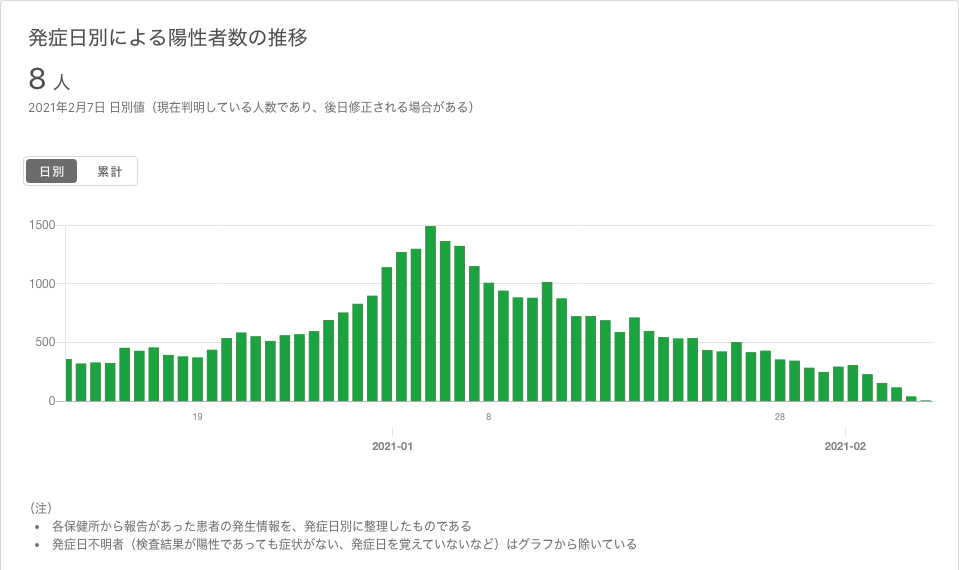 発症日別による陽性者数の推移
8 人
2021年2月7日 日別値（現在判明している人数であり、後日修正される場合がある）
日別 累計
1500
1000
500
0
19 8 28
2021-01 2021-02
（注）
• 各保健所から報告があった患者の発生情報を、発症日別に整理したものである
• 発症日不明者（検査結果が陽性であっても症状がない、発症日を覚えていないなど）はグラフから除いている